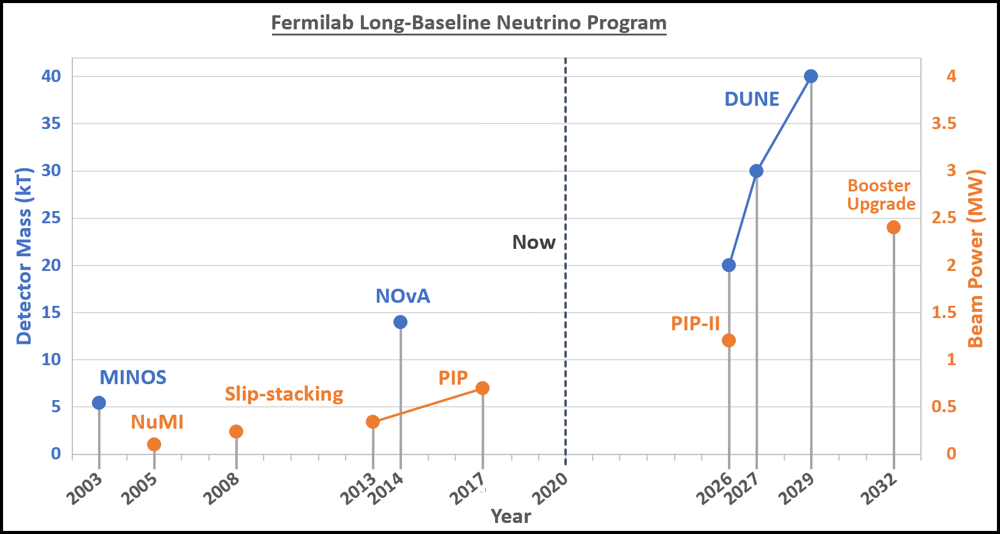 Fermilab Long-Baseline Neutrino Program
40
35
30
25
20
15
10
5
0
Detector Mass (kT)
4
3.5
3
2.5
2
1.5
1
0.5
0
Beam Power (MW)
MINOS
NuMI
Slip-stacking
NOvA
PIP
Now
PIP-II
DUNE
Booster
Upgrade
2003
2005
2008
2013
2014
2017
2020
2026
2027
2029
2032
Year